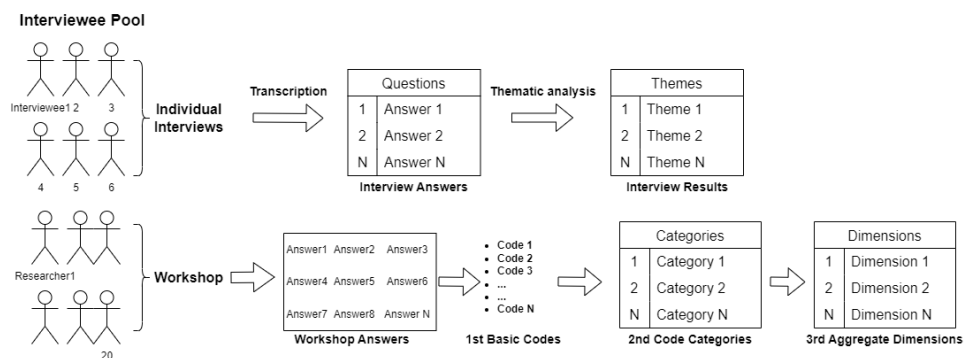 Interviewee Pool
Interviewee1 2 3
4 5 6
Individual
Interviews
Transcription
Questions
1 Answer 1
2 Answer 2
N Answer N
Interview Answers
Thematic analysis
Themes
1 Theme 1
2 Theme 2
N Theme N
Interview Results
Researcher1
20
Workshop
Answer1 Answer2 Answer3
Answer4 Answer5 Answer6
Answer7 Answer8 Answer N
Workshop Answers
• Code 1
• Code 2
• Code 3
• ...
• ...
• Code N
1st Basic Codes
Categories
1 Category 1
2 Category 2
N Category N
2nd Code Categories
Dimensions
1 Dimension 1
2 Dimension 2
N Dimension N
3rd Aggregate Dimensions